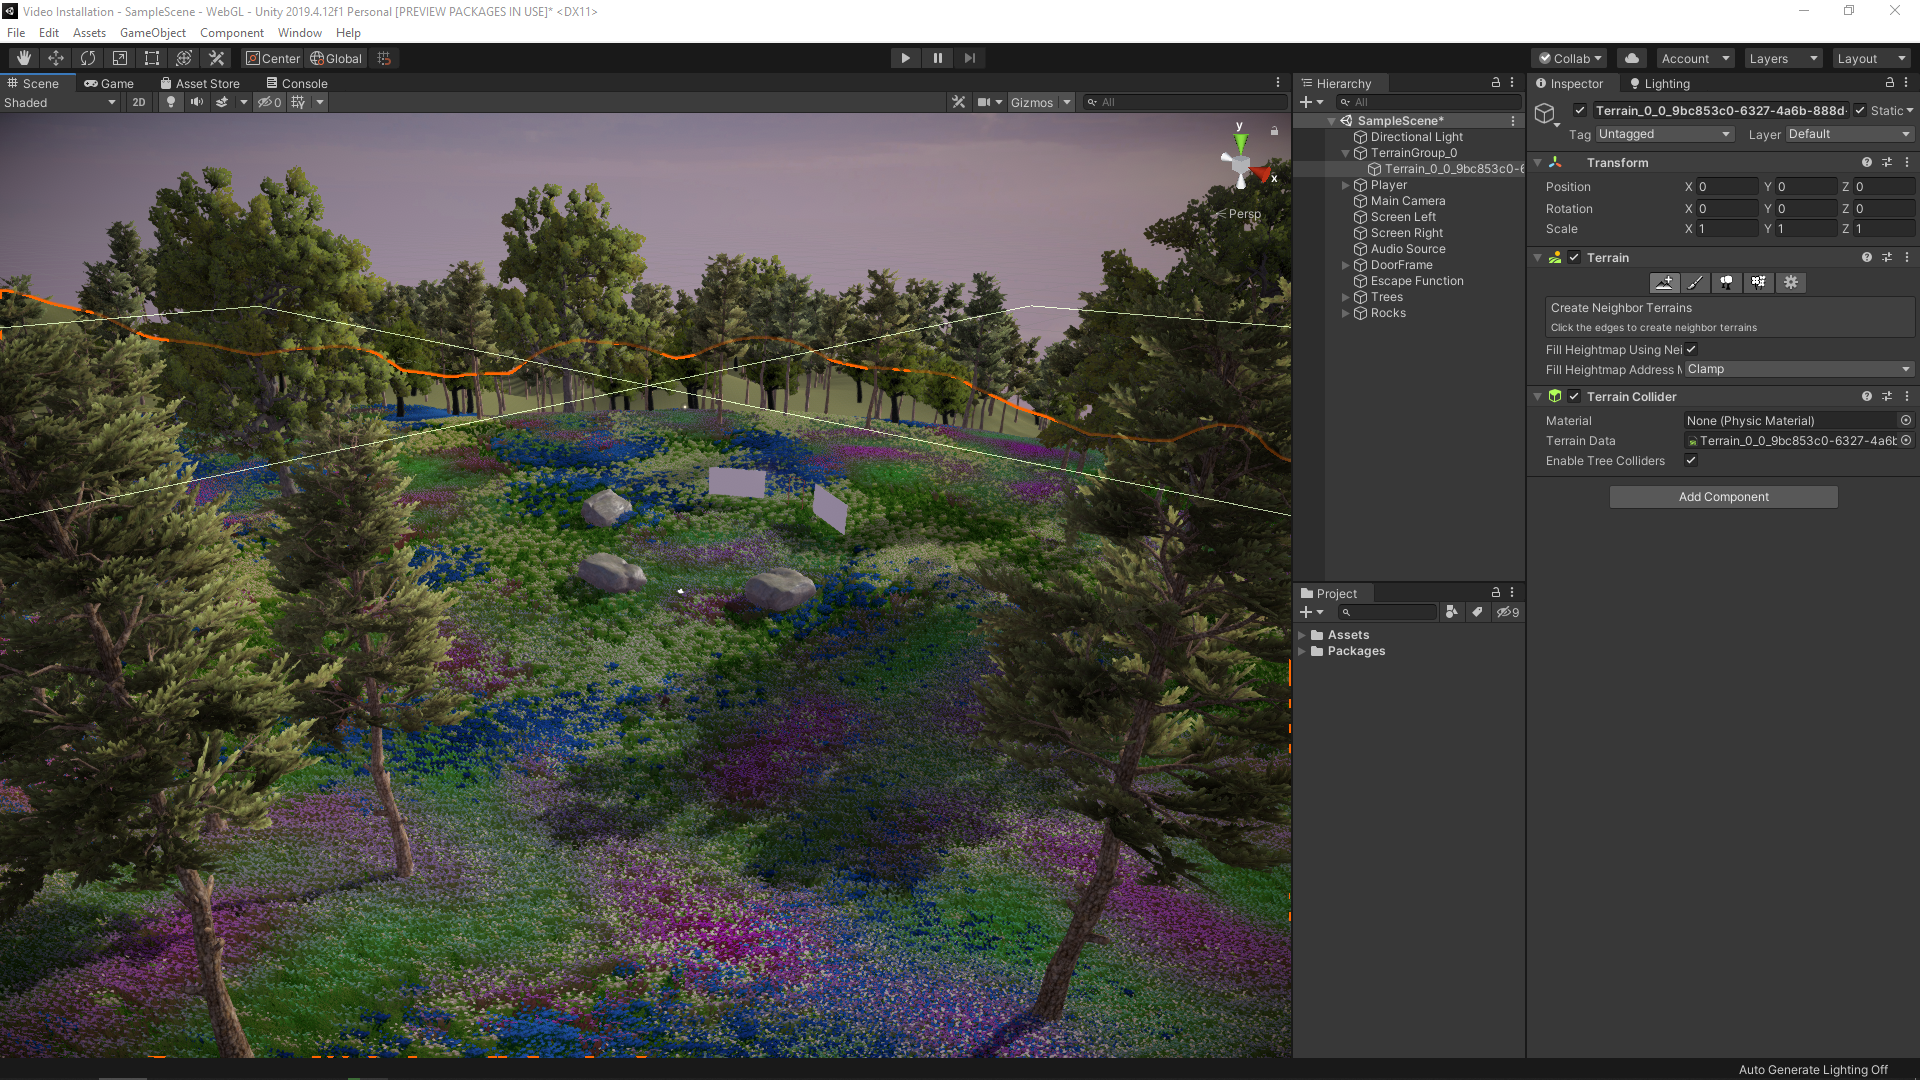 Video Installation - SampleScene - WebGL - Unity 2019.4.12f1 Personal [PREVIEW PACKAGES IN USE]* <DX11>
File Edit Assets GameObject Component Window Help
Center Global Collab Account Layers Layout
Scene Game Asset Store Console
Shaded 2D 0 Gizmos All
y
x
Persp
Hierarchy
All
SampleScene*
Directional Light
TerrainGroup_0
Terrain_0_0_9bc853c0-6
Player
Main Camera
Screen Left
Screen Right
Audio Source
DoorFrame
Escape Function
Trees
Rocks
Project
9
Assets
Packages
Inspector Lighting
Terrain_0_0_9bc853c0-6327-4a6b-888d- Static
Tag Untagged Layer Default
Transform
Position X 0 Y 0 Z 0
Rotation X 0 Y 0 Z 0
Scale X 1 Y 1 Z 1
Terrain
Create Neighbor Terrains
Click the edges to create neighbor terrains
Fill Heightmap Using Nei
Fill Heightmap Address M Clamp
Terrain Collider
Material None (Physic Material)
Terrain Data Terrain_0_0_9bc853c0-6327-4a6b
Enable Tree Colliders
Add Component
Auto Generate Lighting Off